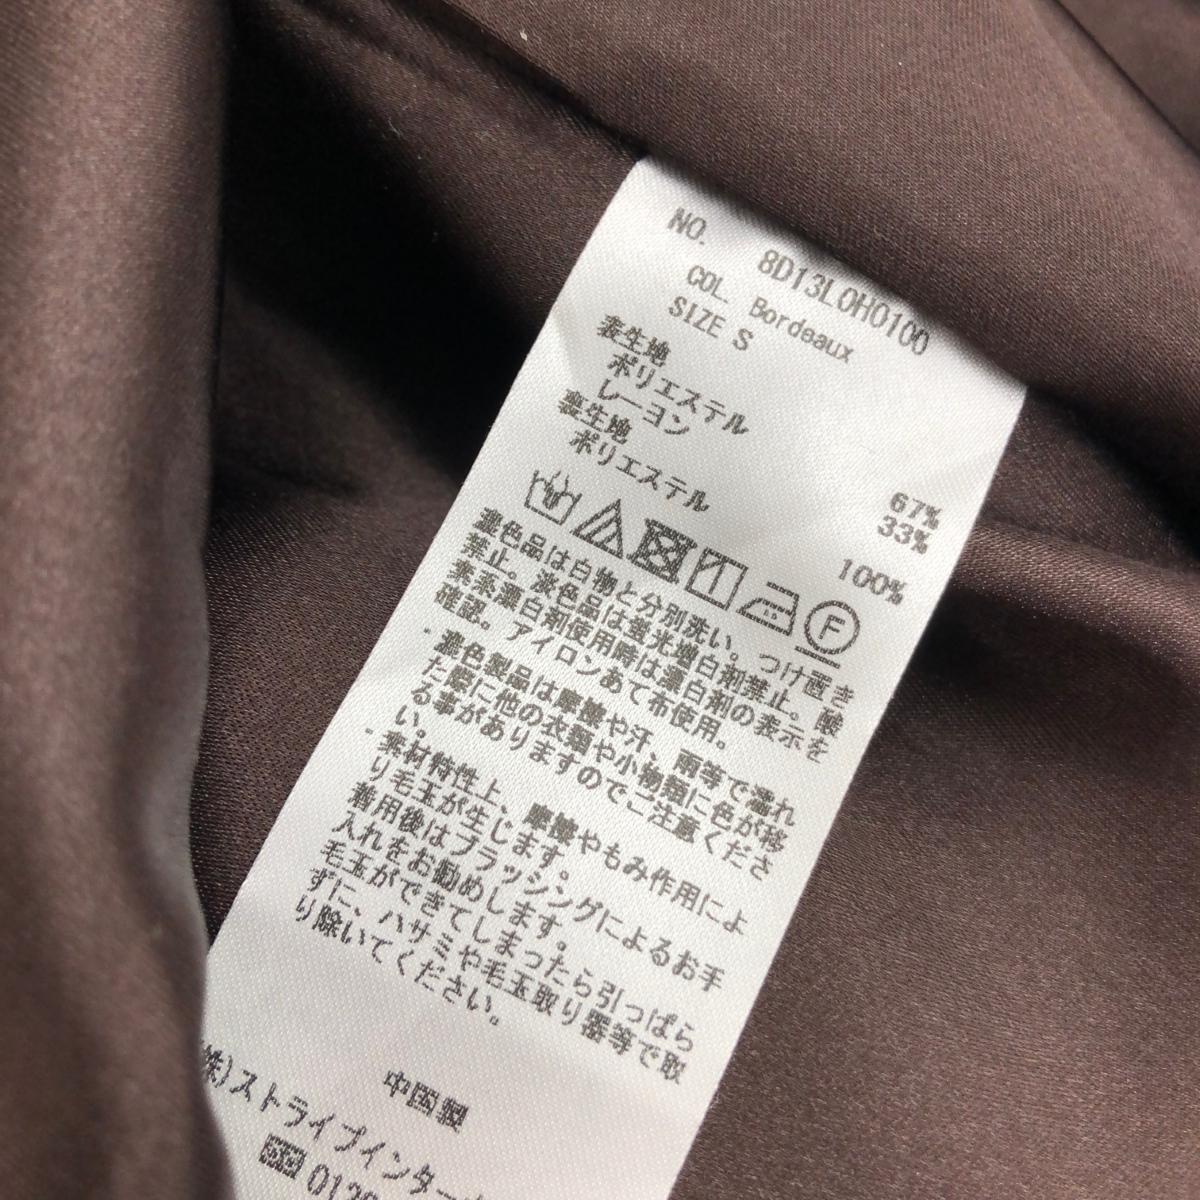 NO. 8D13L0H0100
COL. Bordeaux
SIZE S
表生地
ポリエステル 67%
レーヨン 33%
裏生地
ポリエステル 100%
F
濃色品は白物と分別洗い。つけ置き
禁止。淡色品は蛍光増白剤禁止。酸
素系漂白剤使用時は漂白剤の表示を
確認。アイロンあて布使用。
・濃色製品は摩擦や汗、雨等で濡れ
た際に他の衣類や小物類に色が移
る事がありますのでご注意くださ
い。
・素材特性上、摩擦やもみ作用によ
り毛玉が生じます。
着用後はブラッシングによるお手
入れをお勧めします。
毛玉ができてしまったら引っぱら
ずに、ハサミや毛玉取り器等で取
り除いてください。
中国製
(株)ストライプインター